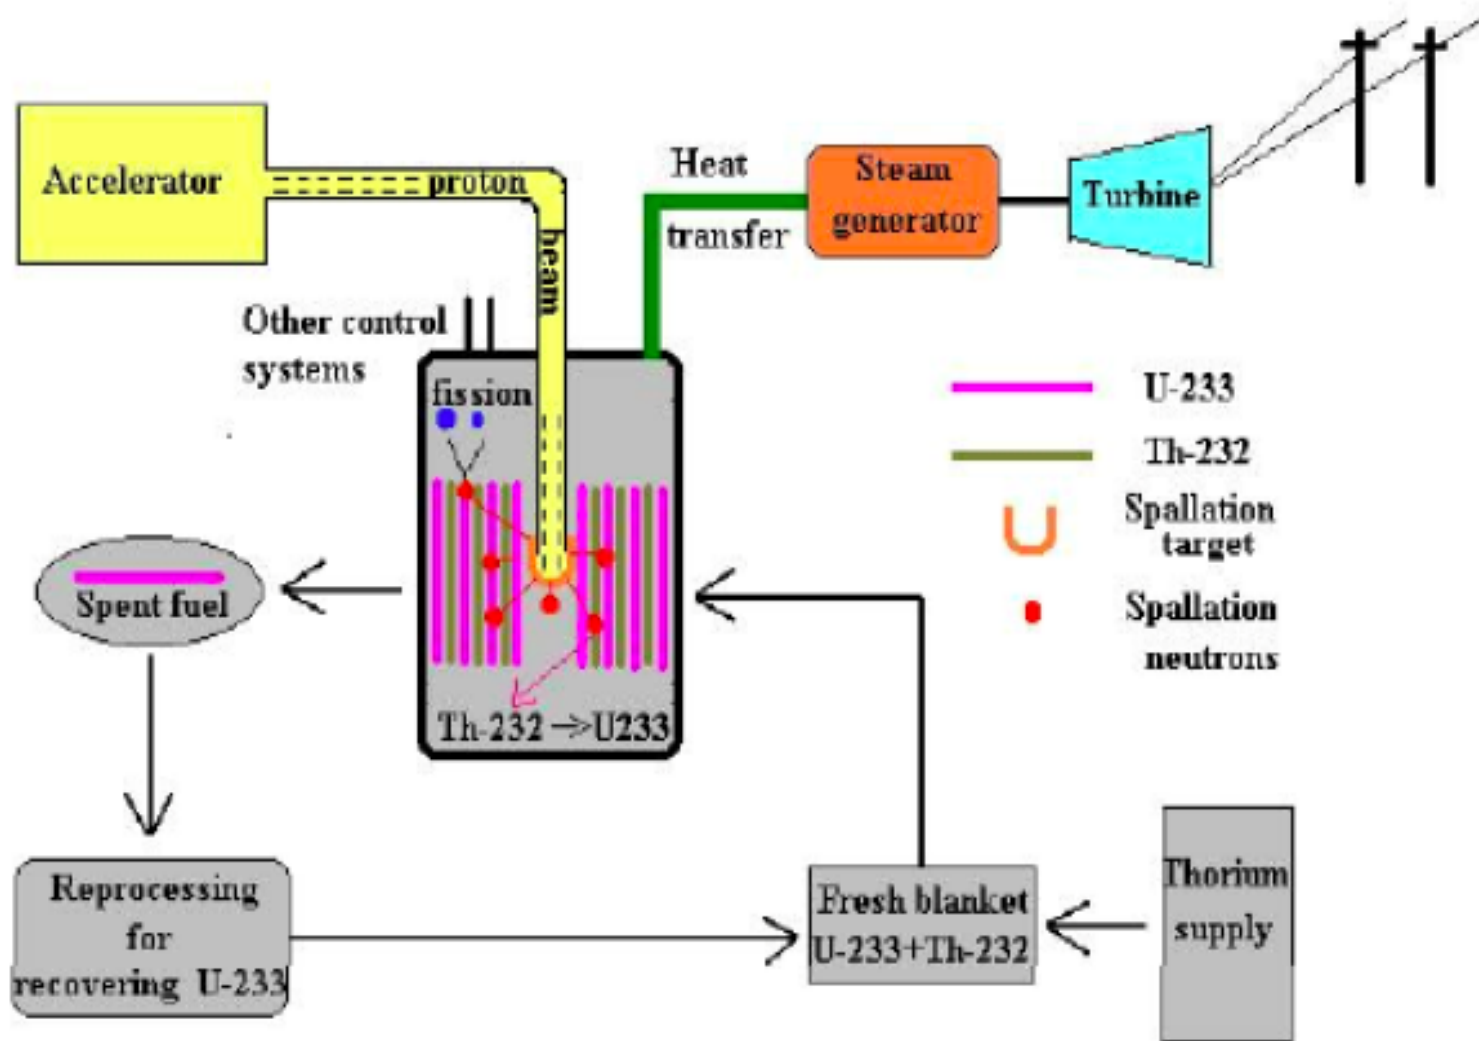 Accelerator
proton
beam
Heat
transfer
Steam
generator
Turbine
Other control
systems
fission
U-233
Th-232
Spallation
target
Spallation
neutrons
Spent fuel
Th-232 → U233
Reprocessing
for
recovering U-233
Fresh blanket
U-233+Th-232
Thorium
supply